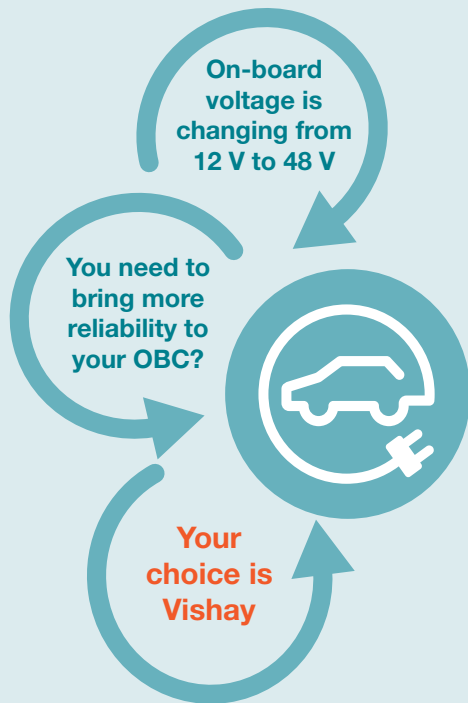 On-board
voltage is
changing from
12 V to 48 V
You need to
bring more
reliability to
your OBC?
Your
choice is
Vishay